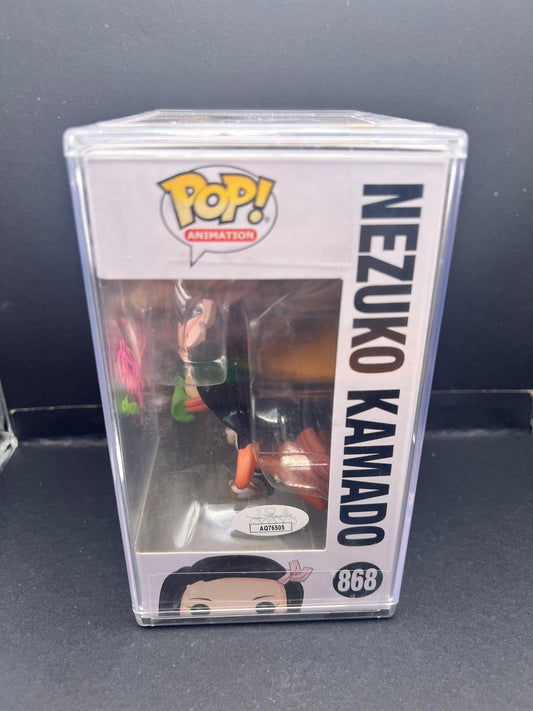 POP!
ANIMATION
NEZUKO KAMADO
868
AQ76505